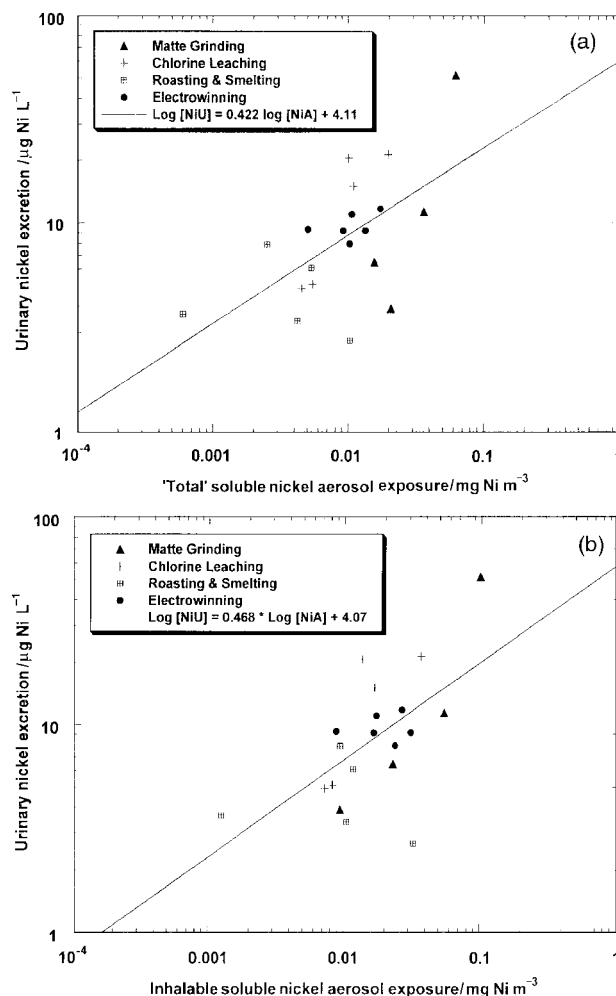 (a)
100
Matte Grinding
Chlorine Leaching
Roasting & Smelting
Electrowinning
Log [NiU] = 0.422 log [NiA] + 4.11
Urinary nickel excretion /µg Ni L⁻¹
10
1
10⁻⁴
0.001
0.01
0.1
1
'Total' soluble nickel aerosol exposure/mg Ni m⁻³
(b)
100
Matte Grinding
Chlorine Leaching
Roasting & Smelting
Electrowinning
Log [NiU] = 0.468 * Log [NiA] + 4.07
Urinary nickel excretion /µg Ni L⁻¹
10
1
10⁻⁴
0.001
0.01
0.1
1
Inhalable soluble nickel aerosol exposure/mg Ni m⁻³